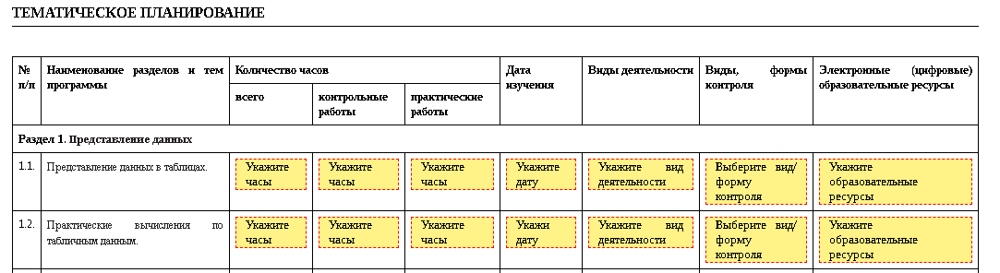 ТЕМАТИЧЕСКОЕ ПЛАНИРОВАНИЕ
№ п/п
Наименование разделов и тем программы
Количество часов
Дата изучения
Виды деятельности
Виды, формы контроля
Электронные (цифровые) образовательные ресурсы
всего
контрольные работы
практические работы
Раздел 1. Представление данных
1.1.
Представление данных в таблицах.
Укажите часы
Укажите часы
Укажите часы
Укажите дату
Укажите вид деятельности
Выберите вид/ форму контроля
Укажите образовательные ресурсы
1.2.
Практические вычисления по табличным данным.
Укажите часы
Укажите часы
Укажите часы
Укажи дату
Укажите вид деятельности
Выберите вид/ форму контроля
Укажите образовательные ресурсы